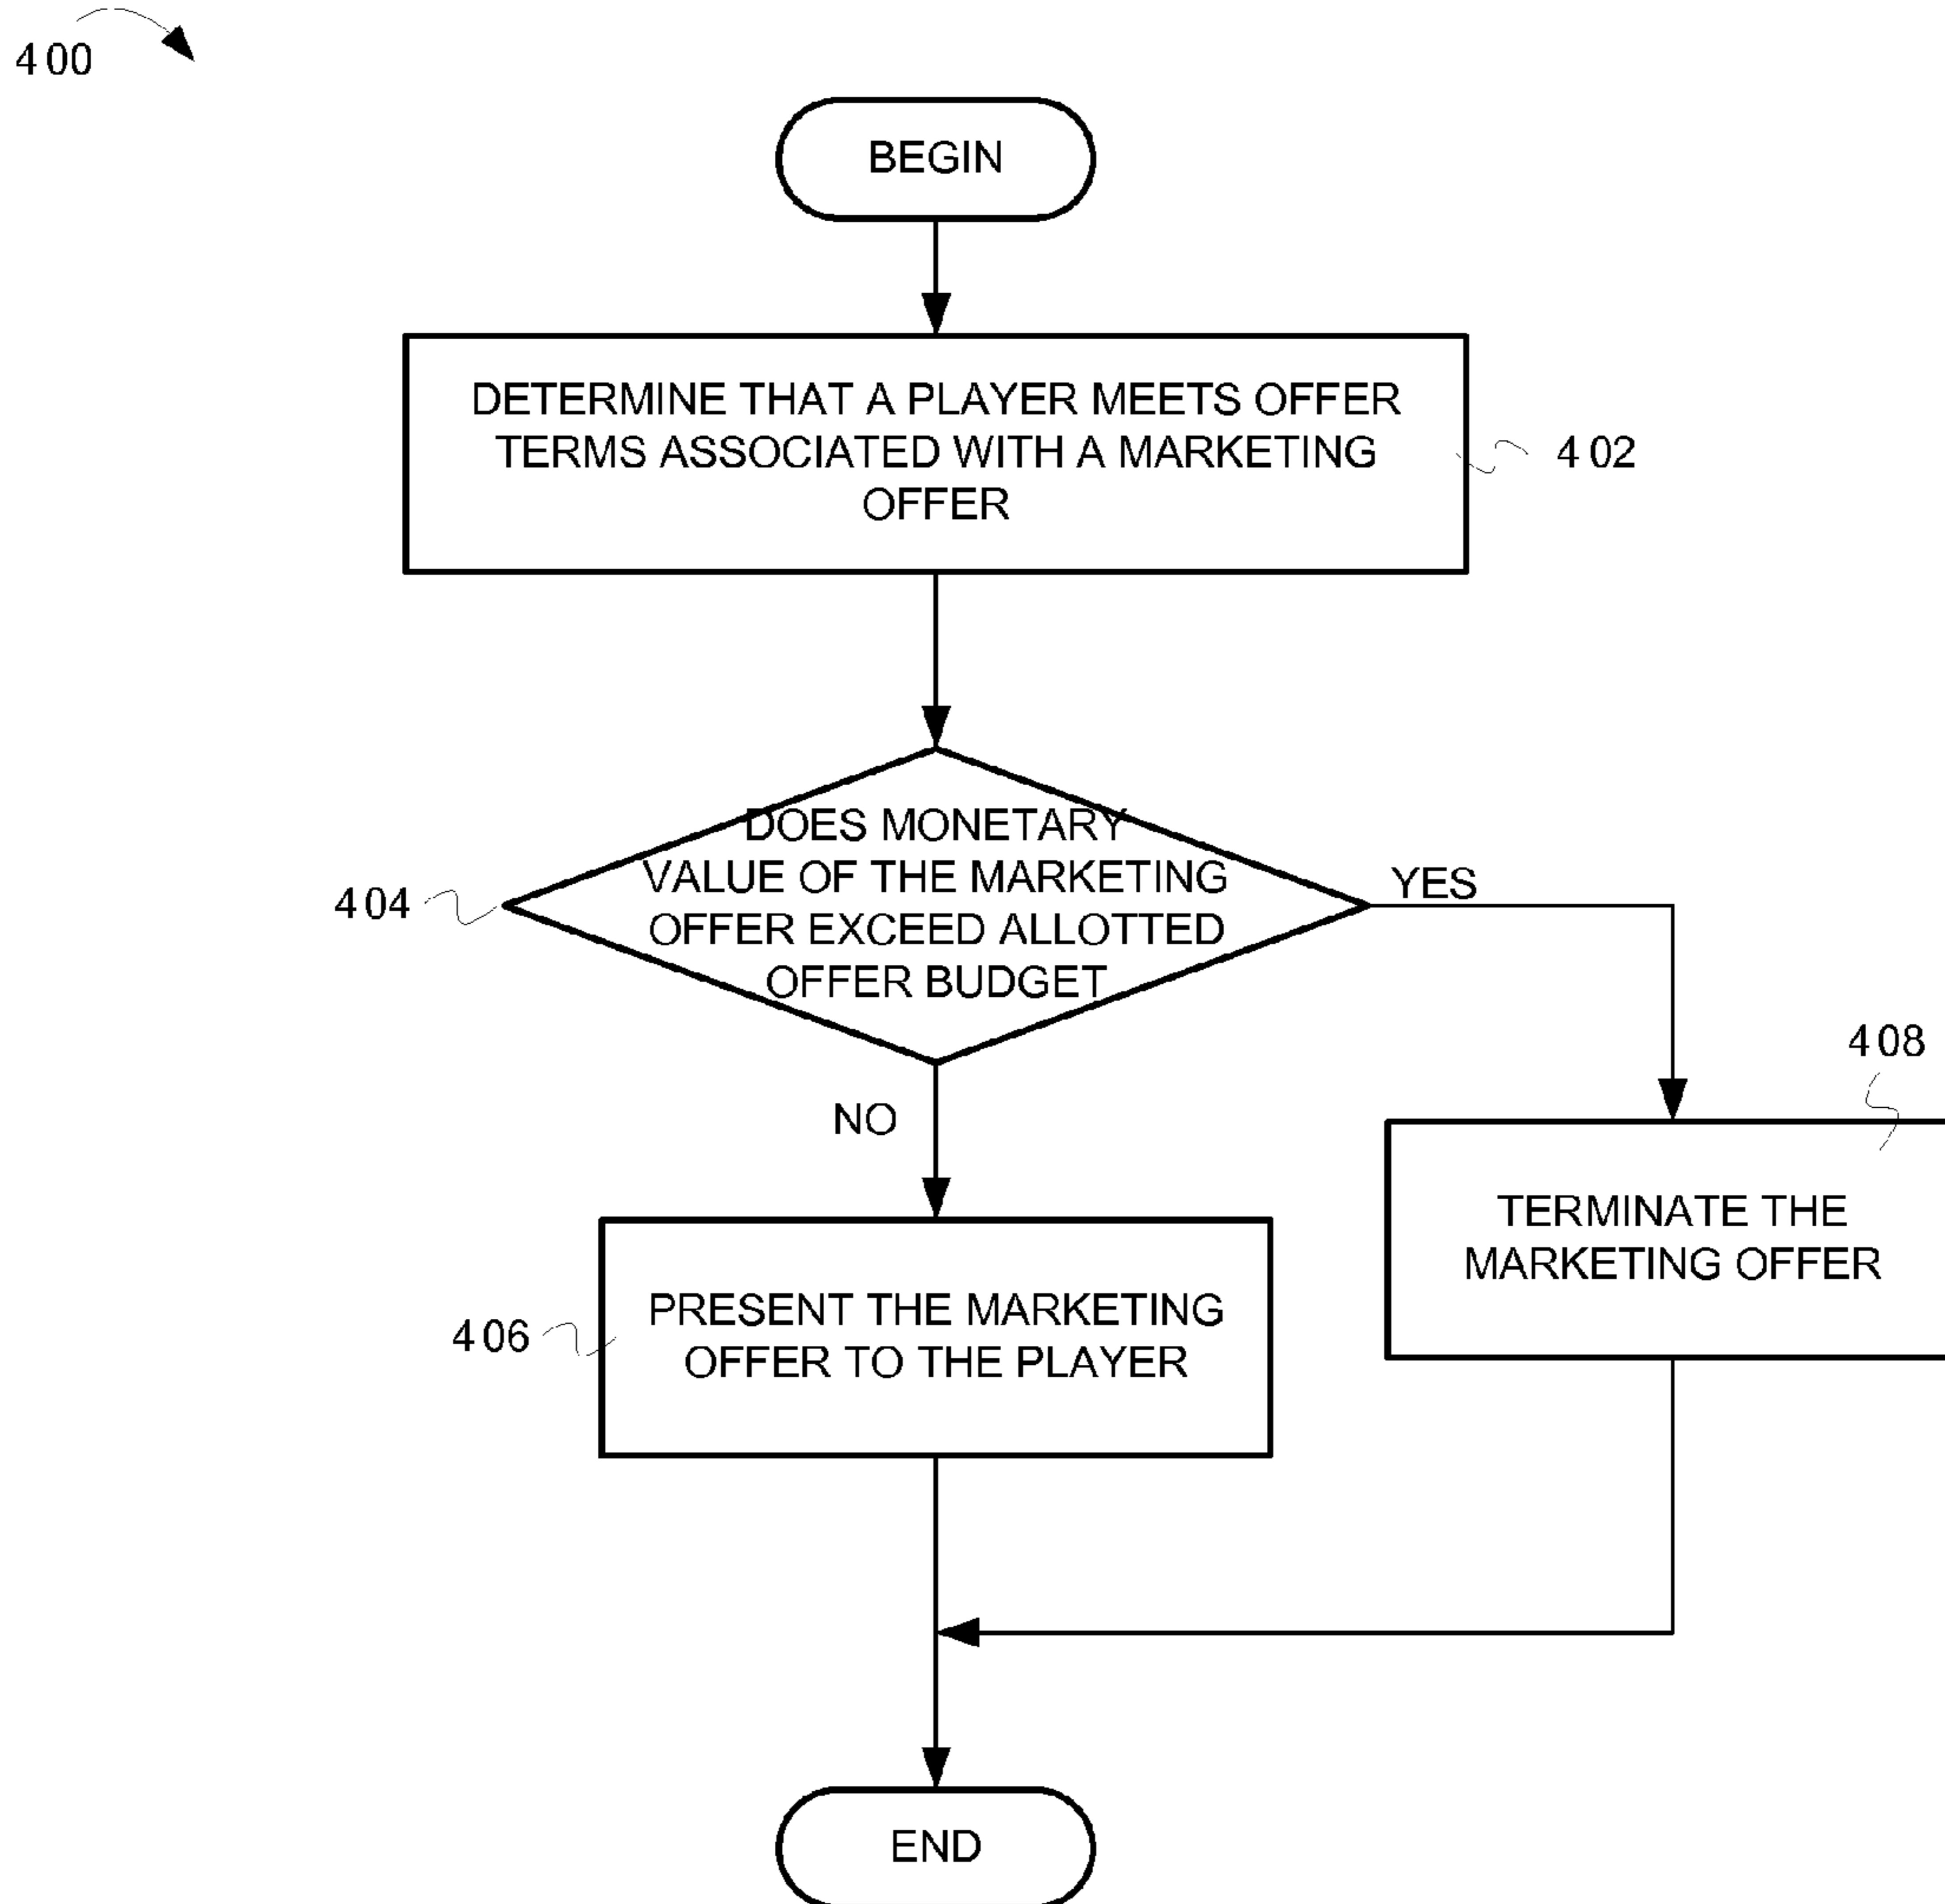 400
BEGIN
DETERMINE THAT A PLAYER MEETS OFFER
TERMS ASSOCIATED WITH A MARKETING
OFFER
402
DOES MONETARY
VALUE OF THE MARKETING
OFFER EXCEED ALLOTTED
OFFER BUDGET
404
YES
NO
408
TERMINATE THE
MARKETING OFFER
PRESENT THE MARKETING
OFFER TO THE PLAYER
406
END